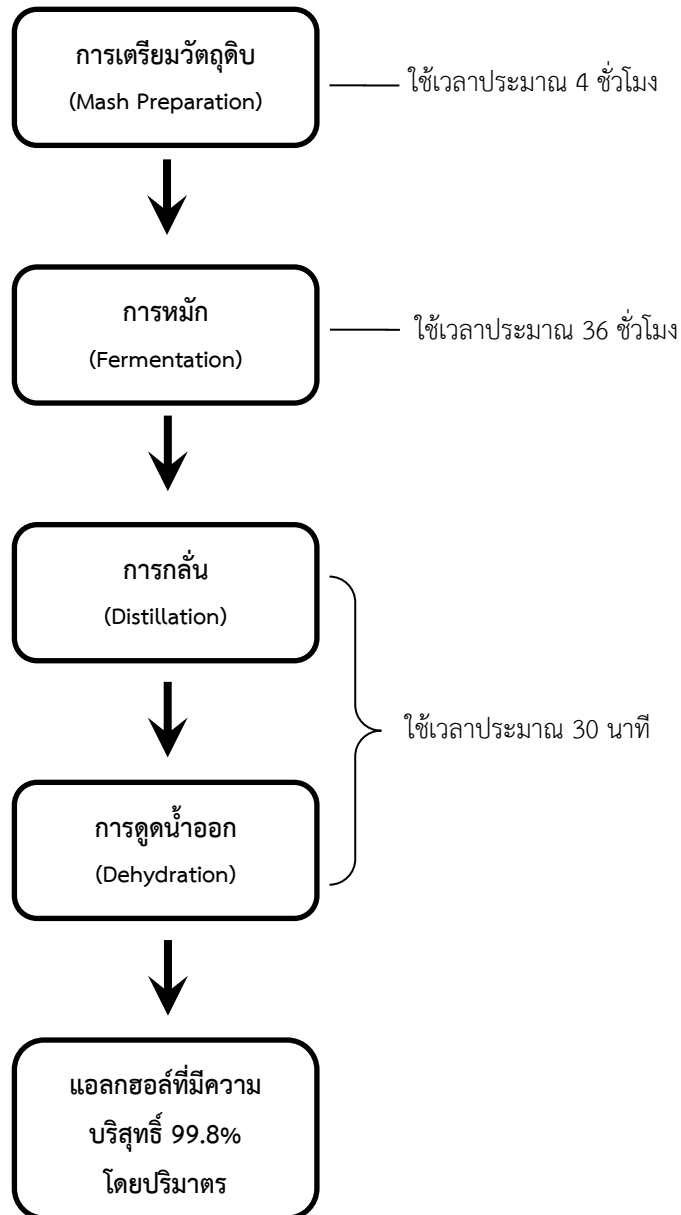 การเตรียมวัตถุดิบ
(Mash Preparation)
ใช้เวลาประมาณ 4 ชั่วโมง
การหมัก
(Fermentation)
ใช้เวลาประมาณ 36 ชั่วโมง
การกลั่น
(Distillation)
ใช้เวลาประมาณ 30 นาที
การดูดน้ำออก
(Dehydration)
แอลกฮอล์ที่มีความ
บริสุทธิ์ 99.8%
โดยปริมาตร